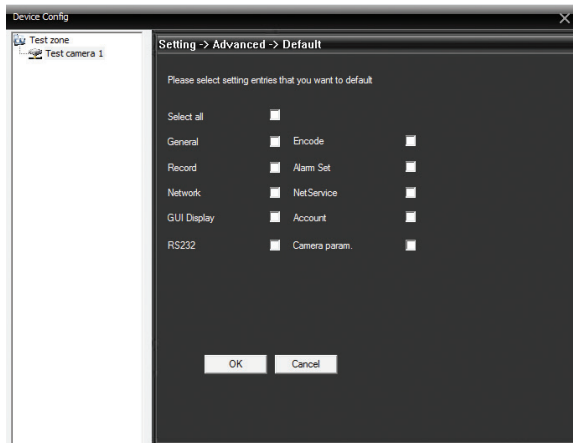 Device Config
Test zone
Test camera 1
Setting -> Advanced -> Default
Please select setting entries that you want to default
Select all
General Encode
Record Alarm Set
Network NetService
GUI Display Account
RS232 Camera param.
OK Cancel